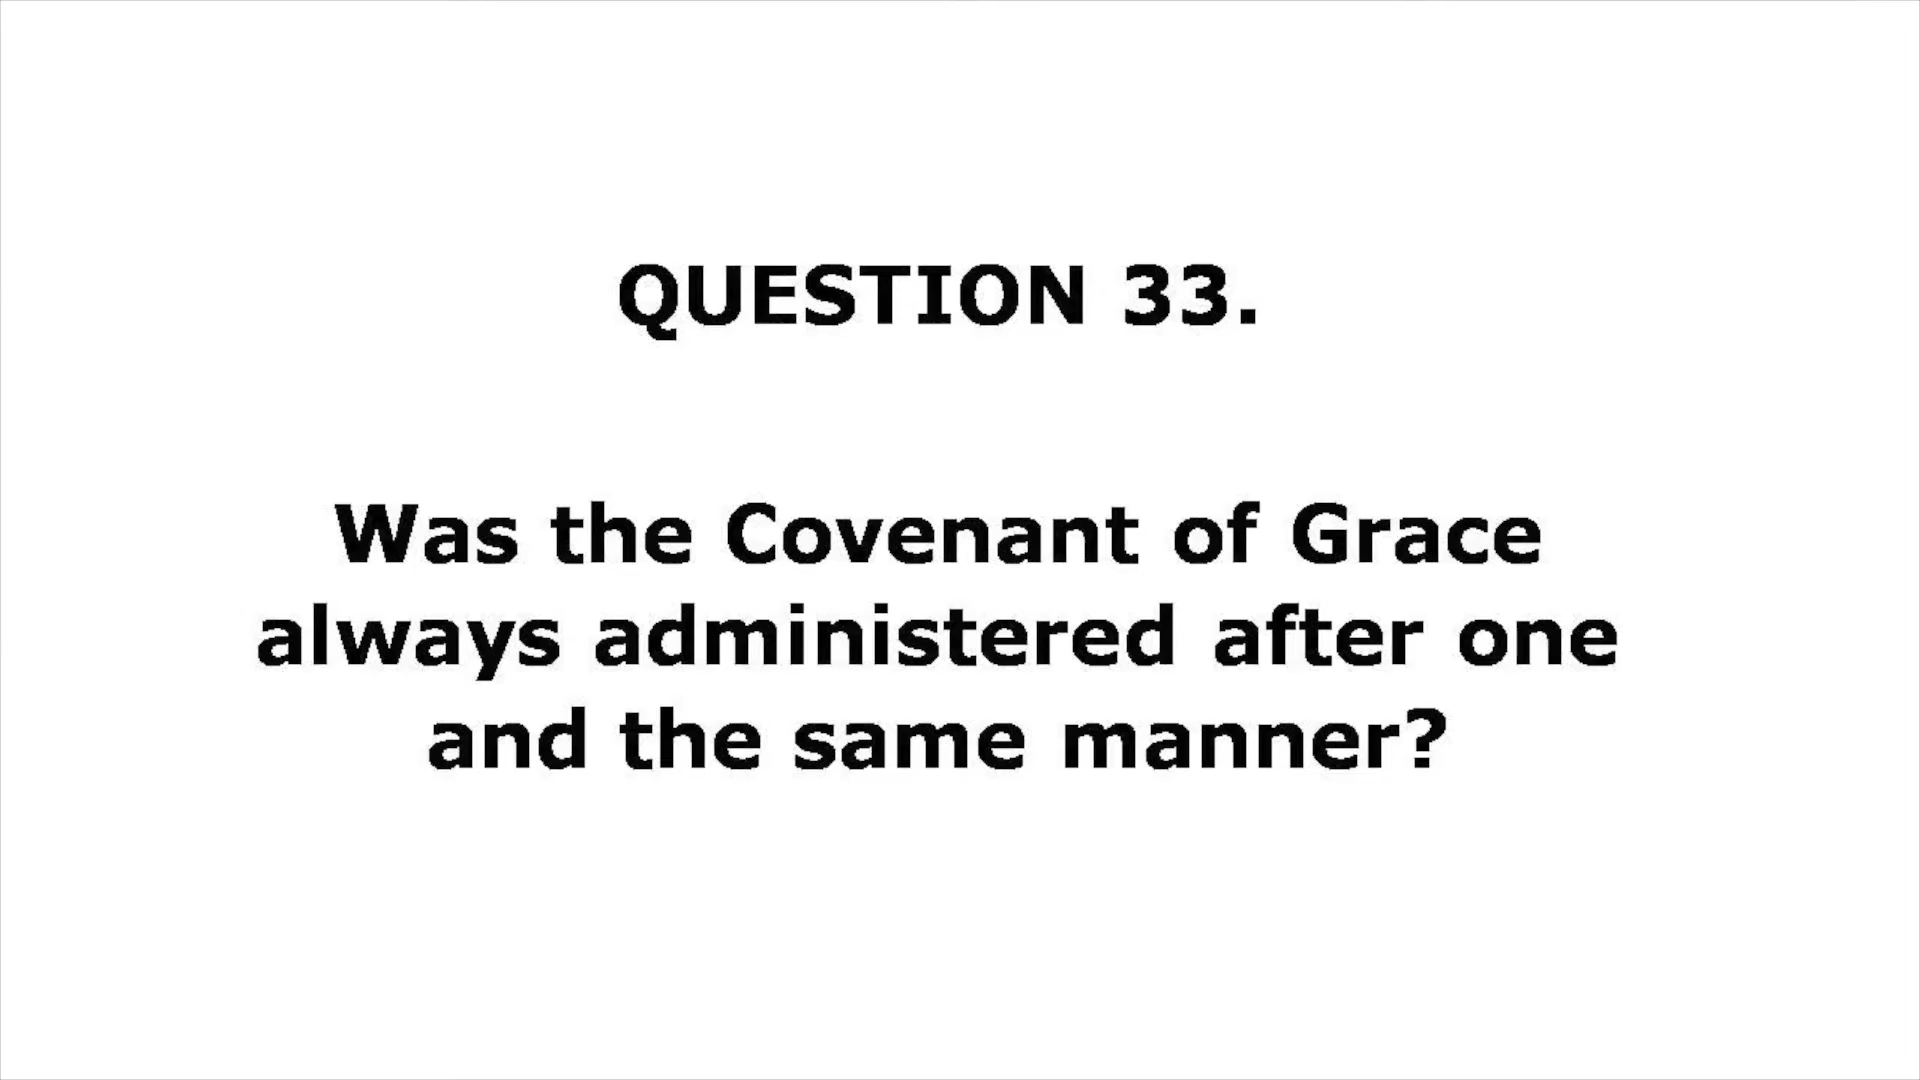 QUESTION 33.
Was the Covenant of Grace
always administered after one
and the same manner?